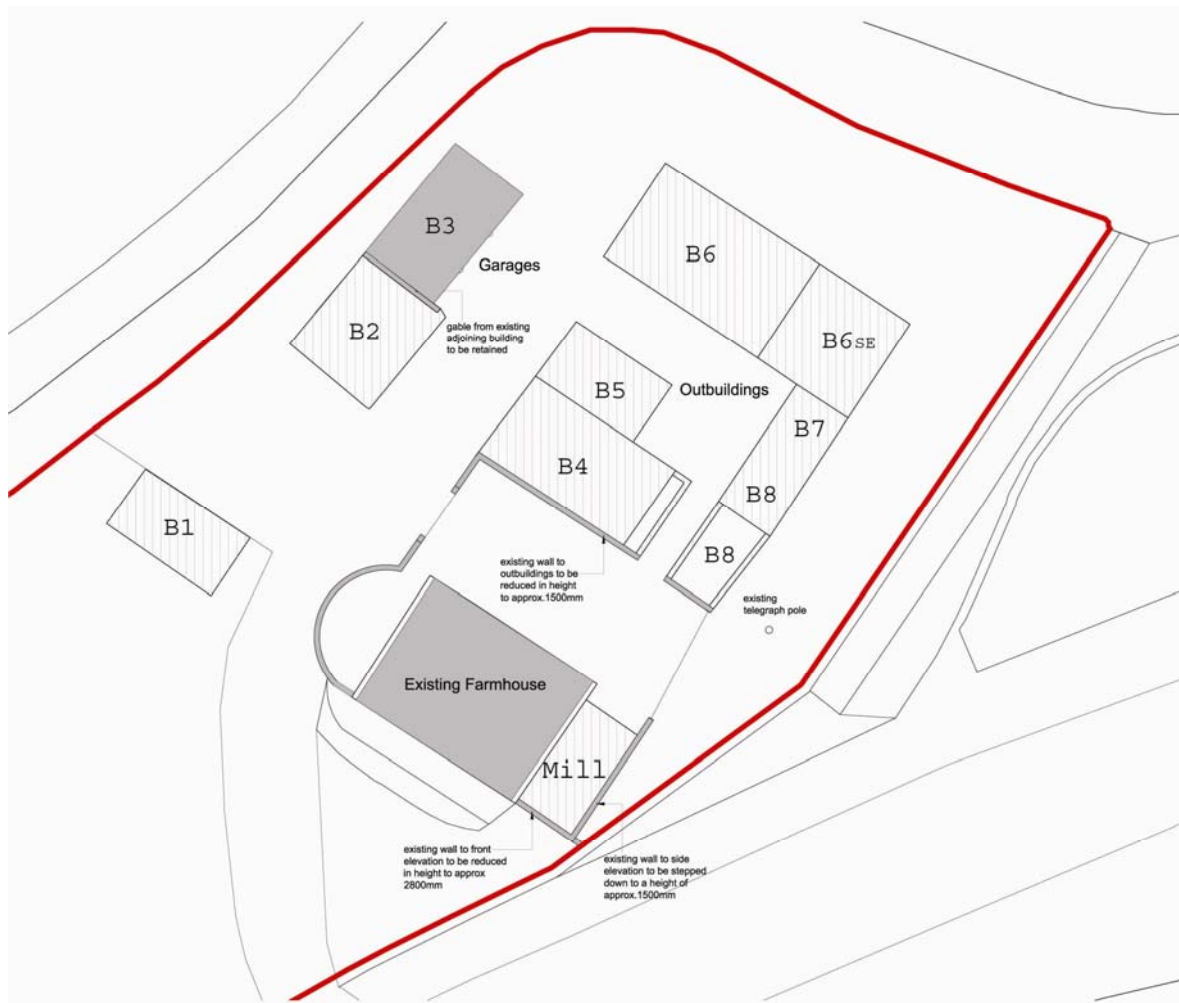 B3
Garages
B6
B2
gable from existing
adjoining building
to be retained
B6SE
B5
Outbuildings
B7
B4
B8
B1
B8
existing wall to
outbuildings to be
reduced in height
to approx.1500mm
existing
telegraph pole
Existing Farmhouse
Mill
existing wall to front
elevation to be reduced
in height to approx
2800mm
existing wall to side
elevation to be stepped
down to a height of
approx.1500mm